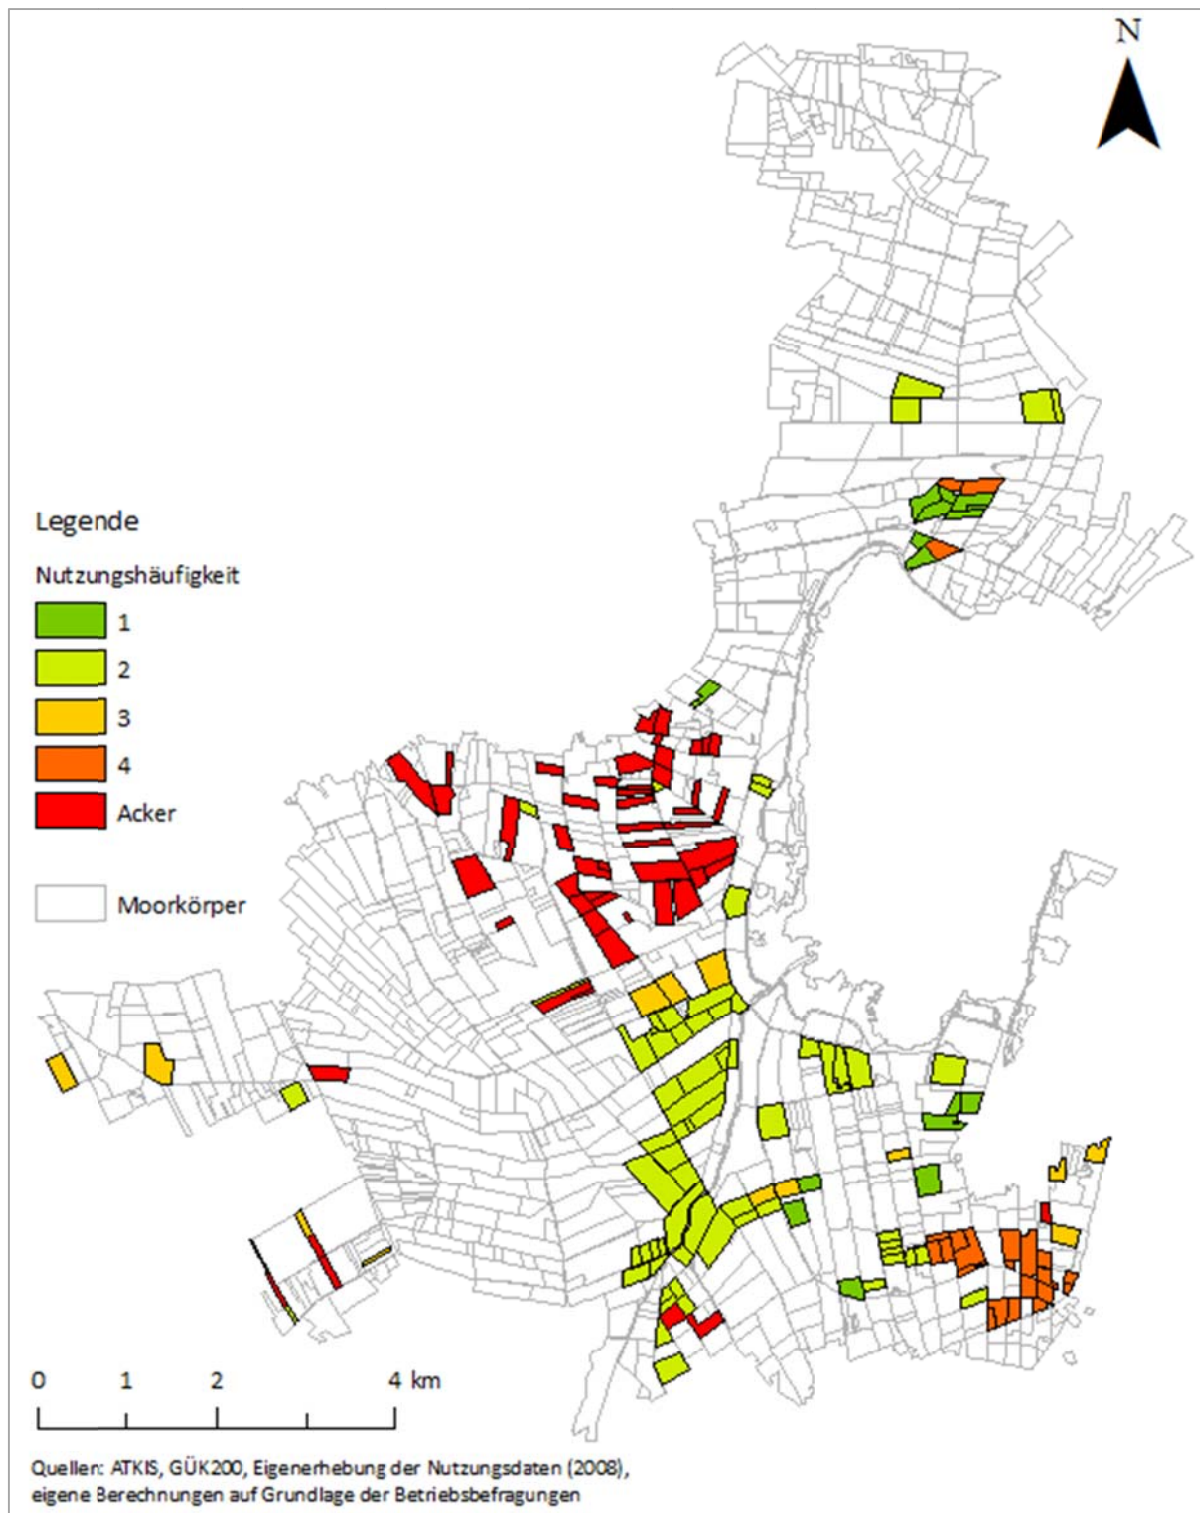 N
Legende
Nutzungshäufigkeit
1
2
3
4
Acker
Moorkörper
0 1 2 4 km
Quellen: ATKIS, GÜK200, Eigenerhebung der Nutzungsdaten (2008),
eigene Berechnungen auf Grundlage der Betriebsbefragungen